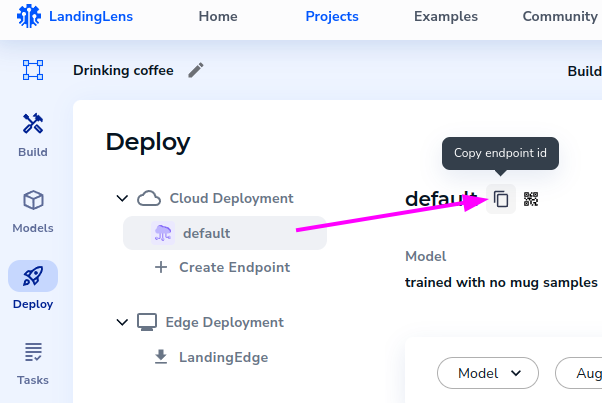 LandingLens
Home
Projects
Examples
Community
Drinking coffee
Build
Build
Models
Deploy
Tasks
Deploy
Cloud Deployment
default
Create Endpoint
Edge Deployment
LandingEdge
Copy endpoint id
default
Model
trained with no mug samples
Model
Aug